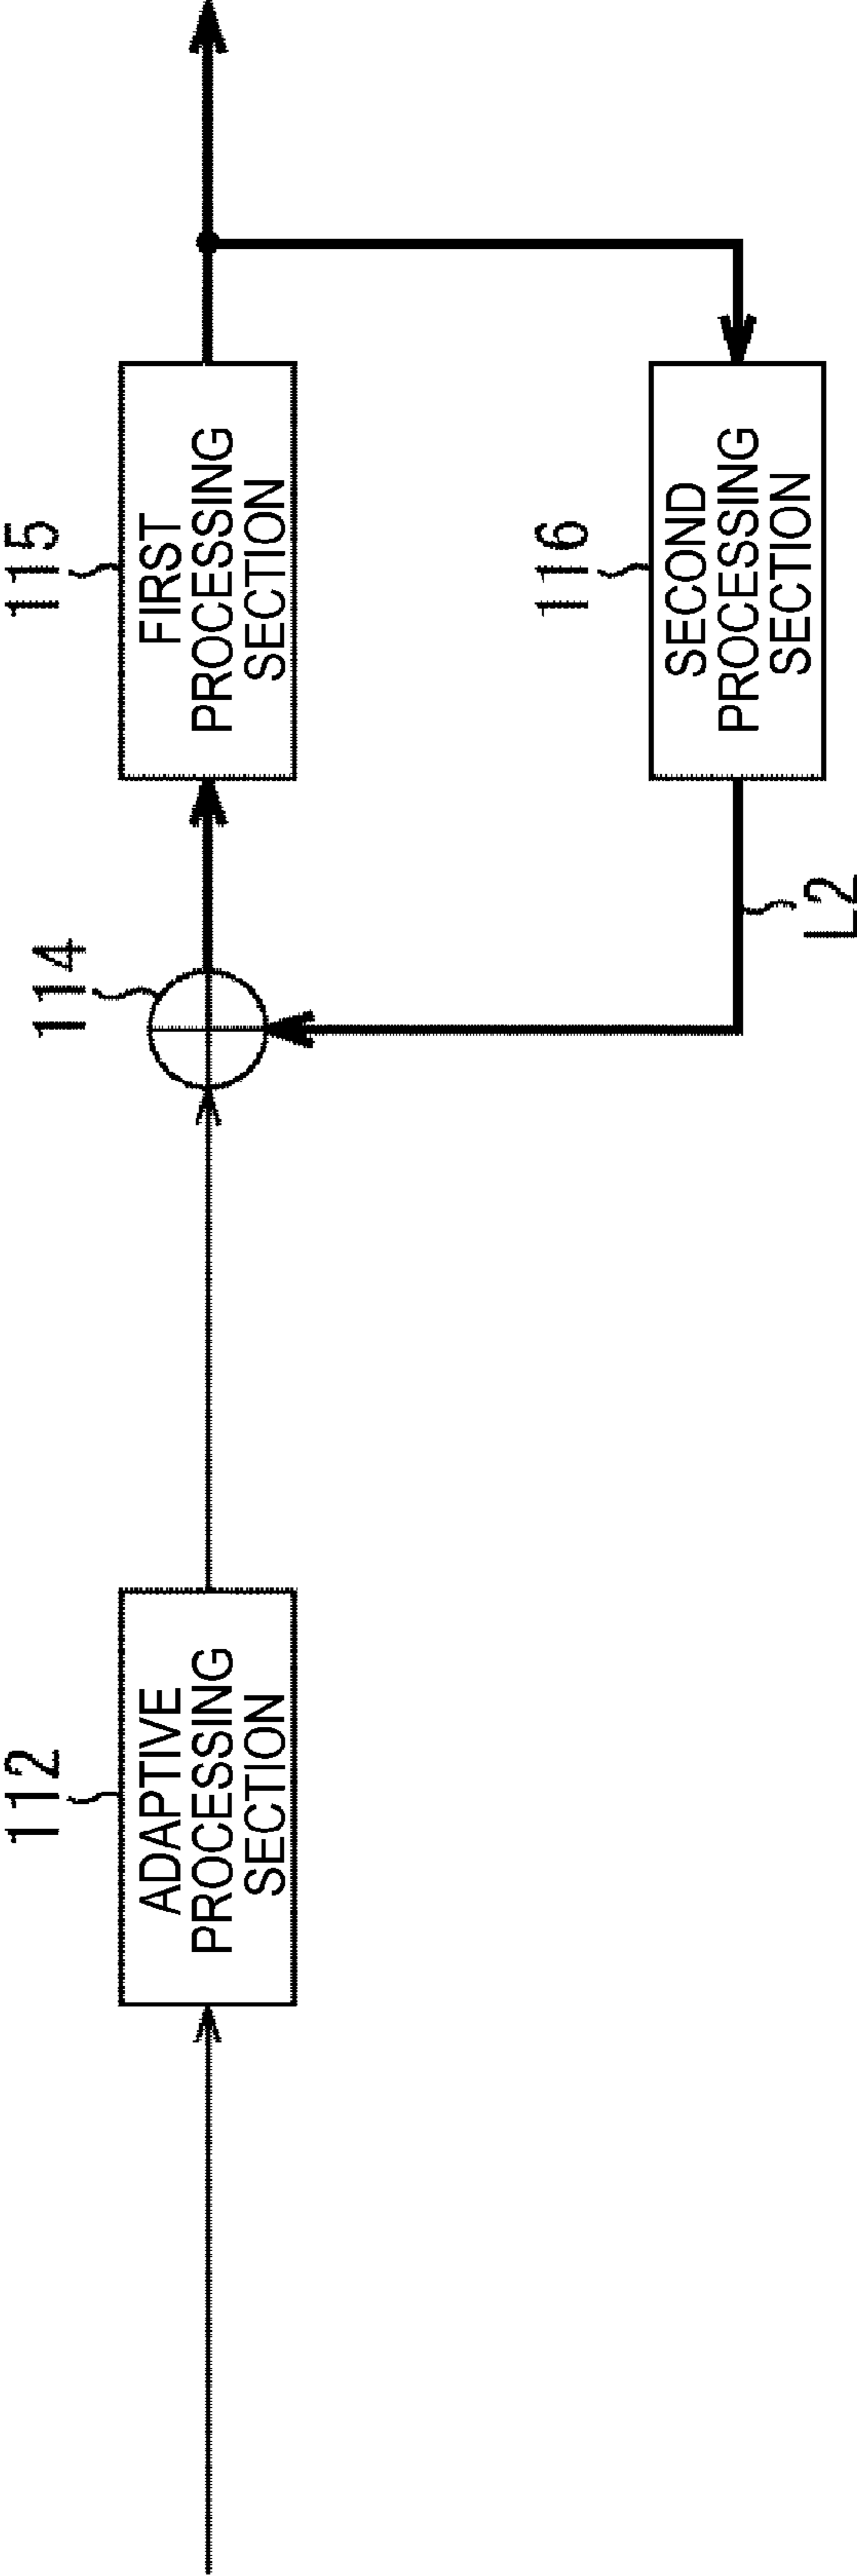 112
ADAPTIVE
PROCESSING
SECTION
114
115
FIRST
PROCESSING
SECTION
116
SECOND
PROCESSING
SECTION
L2